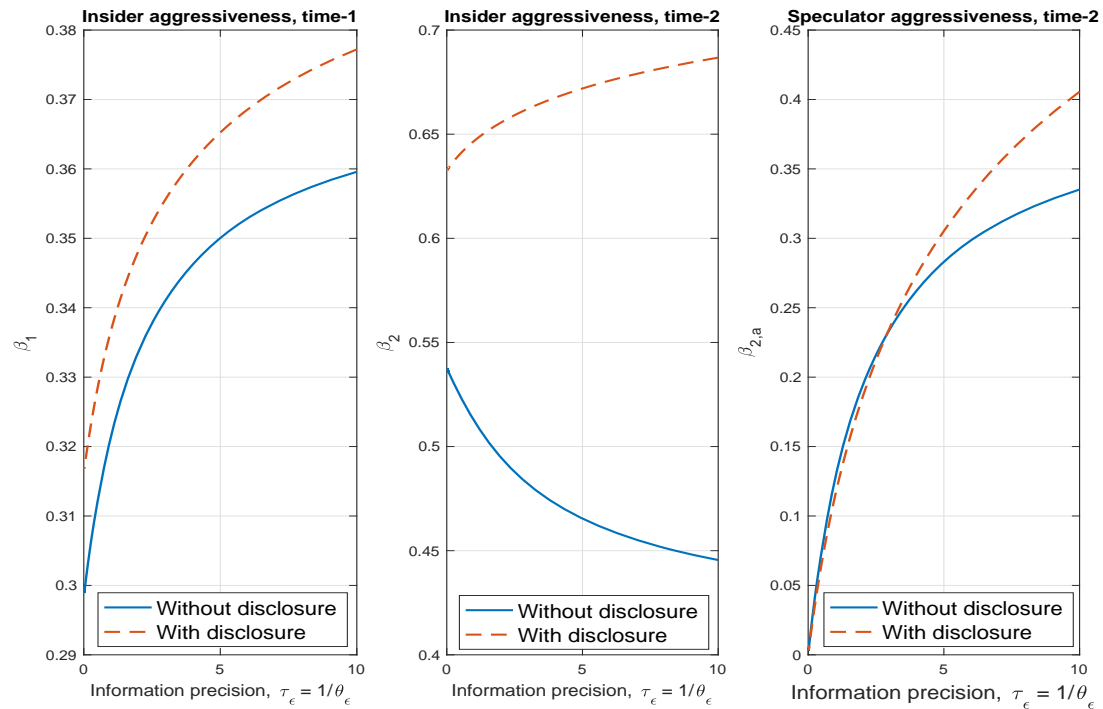 Insider aggressiveness, time-1
0.38
0.37
0.36
0.35
0.34
0.33
0.32
0.31
0.3
0.29
β1
0
5
10
Information precision, τϵ = 1/θϵ
Without disclosure
With disclosure
Insider aggressiveness, time-2
0.7
0.65
0.6
0.55
0.5
0.45
0.4
β2
0
5
10
Information precision, τϵ = 1/θϵ
Without disclosure
With disclosure
Speculator aggressiveness, time-2
0.45
0.4
0.35
0.3
0.25
0.2
0.15
0.1
0.05
0
β2,a
0
5
10
Information precision, τϵ = 1/θϵ
Without disclosure
With disclosure